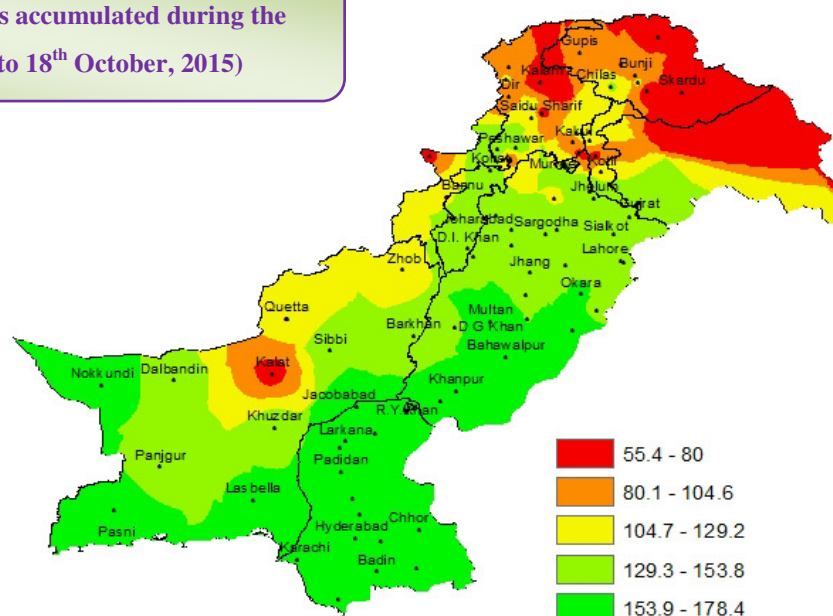 s accumulated during the
to 18th October, 2015)
Gupis
Kalam
Bunji
Chilas
Skardu
Dir
Saidu Sharif
Kakul
Peshawar
Kohat
Kotli
Bannu
Jhelum
Gujrat
Joharabad
Sargodha
Sialkot
D.I. Khan
Lahore
Zhob
Jhang
Okara
Quetta
Multan
Barkhan
D G Khan
Sibbi
Bahawalpur
Kalat
Dalbandin
Nokkundi
Khanpur
Jacobabad
R.Y.Khan
Khuzdar
Larkana
Panjgur
Padidan
Lasbella
Pasni
Hyderabad
Chhor
Karachi
Badin
55.4 - 80
80.1 - 104.6
104.7 - 129.2
129.3 - 153.8
153.9 - 178.4